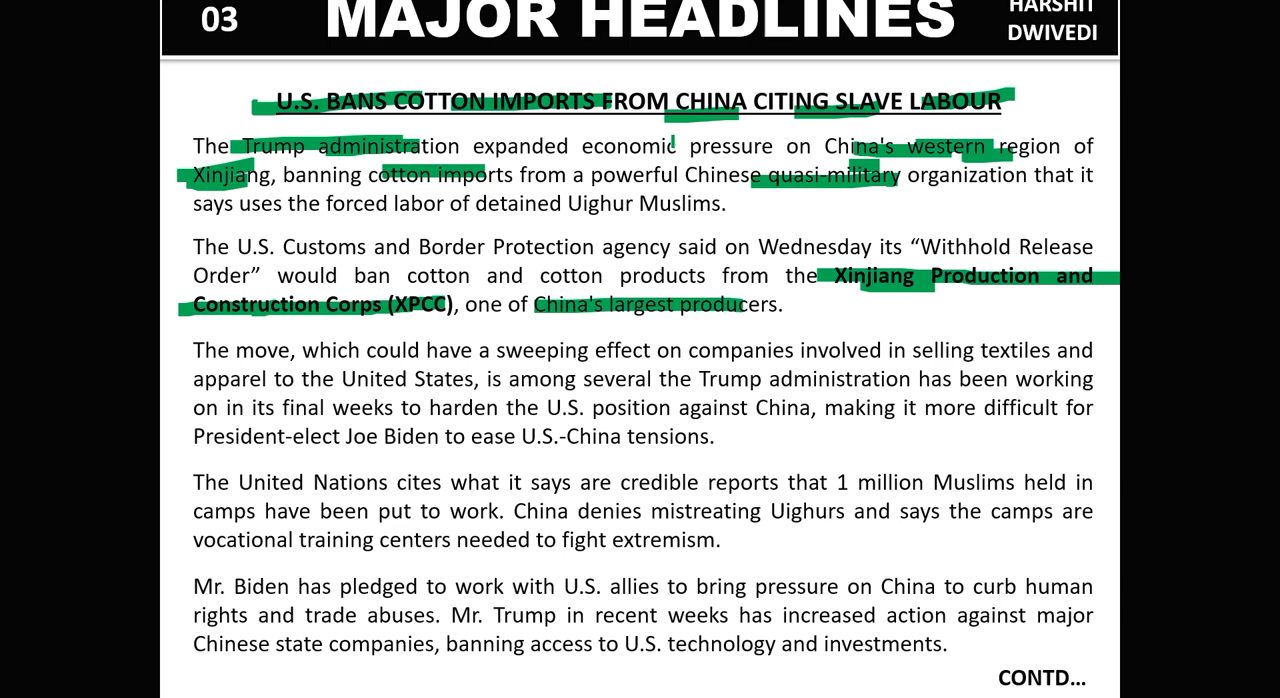 03
MAJOR HEADLINES
HARSHIT
DWIVEDI
U.S. BANS COTTON IMPORTS FROM CHINA CITING SLAVE LABOUR
The Trump administration expanded economic pressure on China's western region of
Xinjiang, banning cotton imports from a powerful Chinese quasi-military organization that it
says uses the forced labor of detained Uighur Muslims.
The U.S. Customs and Border Protection agency said on Wednesday its “Withhold Release
Order” would ban cotton and cotton products from the Xinjiang Production and
Construction Corps (XPCC), one of China's largest producers.
The move, which could have a sweeping effect on companies involved in selling textiles and
apparel to the United States, is among several the Trump administration has been working
on in its final weeks to harden the U.S. position against China, making it more difficult for
President-elect Joe Biden to ease U.S.-China tensions.
The United Nations cites what it says are credible reports that 1 million Muslims held in
camps have been put to work. China denies mistreating Uighurs and says the camps are
vocational training centers needed to fight extremism.
Mr. Biden has pledged to work with U.S. allies to bring pressure on China to curb human
rights and trade abuses. Mr. Trump in recent weeks has increased action against major
Chinese state companies, banning access to U.S. technology and investments.
CONTD...